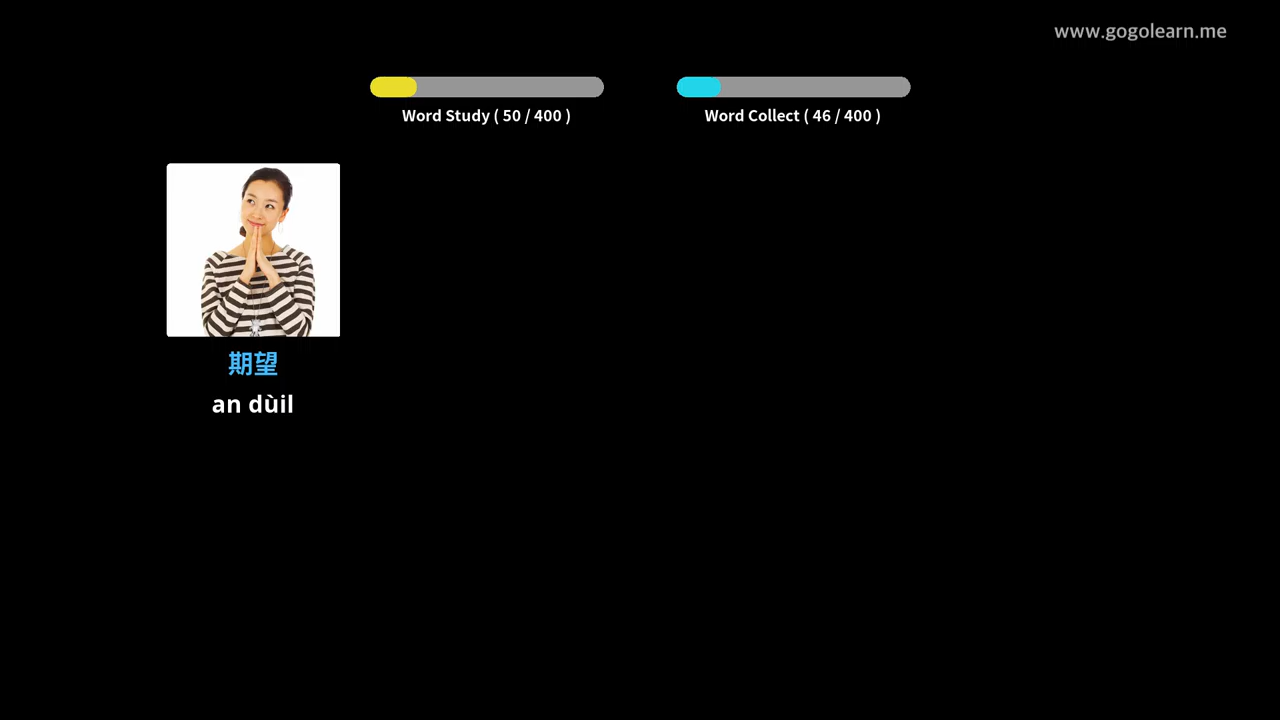 www.gogolearn.me
Word Study ( 50 / 400 )
Word Collect ( 46 / 400 )
期望
an dùil